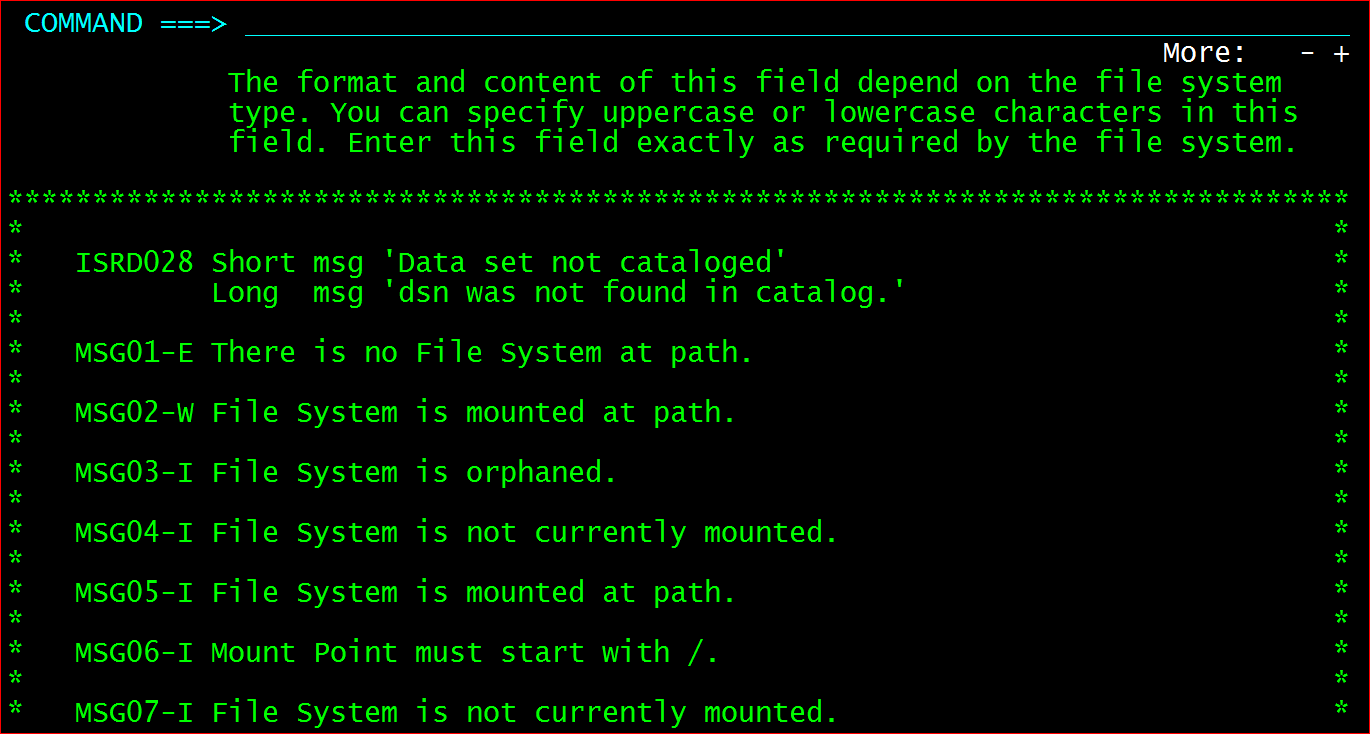 COMMAND ===> ________________________________________________________________
More:   - +
The format and content of this field depend on the file system
type. You can specify uppercase or lowercase characters in this
field. Enter this field exactly as required by the file system.
*******************************************************************************
*                                                                             *
*   ISRD028 Short msg 'Data set not cataloged'                                *
*           Long  msg 'dsn was not found in catalog.'                         *
*                                                                             *
*   MSG01-E There is no File System at path.                                  *
*                                                                             *
*   MSG02-W File System is mounted at path.                                   *
*                                                                             *
*   MSG03-I File System is orphaned.                                          *
*                                                                             *
*   MSG04-I File System is not currently mounted.                             *
*                                                                             *
*   MSG05-I File System is mounted at path.                                   *
*                                                                             *
*   MSG06-I Mount Point must start with /.                                    *
*                                                                             *
*   MSG07-I File System is not currently mounted.                             *